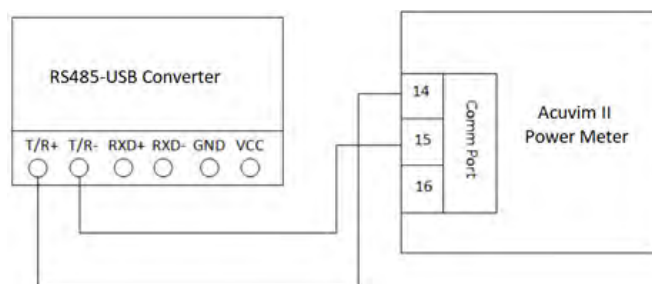 RS485-USB Converter
T/R+ T/R- RXD+ RXD- GND VCC
14
15
16
Comm Port
Acuvim II
Power Meter